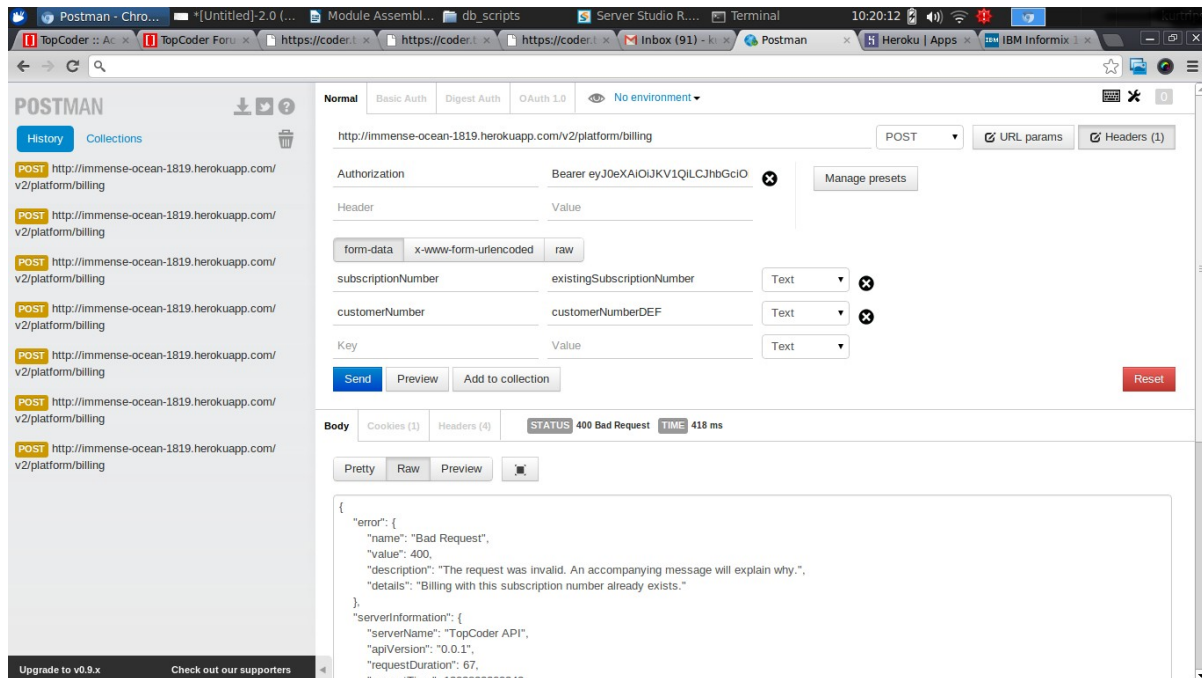 Postman - Chro... *[Untitled]-2.0 (... Module Assembl... db_scripts Server Studio R.... Terminal 10:20:12
TopCoder :: Ac TopCoder Foru https://coder.t https://coder.t https://coder.t Inbox (91) - k Postman Heroku | Apps IBM Informix 1
POSTMAN
History Collections
POST http://immense-ocean-1819.herokuapp.com/
v2/platform/billing
POST http://immense-ocean-1819.herokuapp.com/
v2/platform/billing
POST http://immense-ocean-1819.herokuapp.com/
v2/platform/billing
POST http://immense-ocean-1819.herokuapp.com/
v2/platform/billing
POST http://immense-ocean-1819.herokuapp.com/
v2/platform/billing
POST http://immense-ocean-1819.herokuapp.com/
v2/platform/billing
POST http://immense-ocean-1819.herokuapp.com/
v2/platform/billing
Upgrade to v0.9.x Check out our supporters
Normal Basic Auth Digest Auth OAuth 1.0 No environment 0
http://immense-ocean-1819.herokuapp.com/v2/platform/billing POST URL params Headers (1)
Authorization Bearer eyJ0eXAiOiJKV1QiLCJhbGciO Manage presets
Header Value
form-data x-www-form-urlencoded raw
subscriptionNumber existingSubscriptionNumber Text
customerNumber customerNumberDEF Text
Key Value Text
Send Preview Add to collection Reset
Body Cookies (1) Headers (4) STATUS 400 Bad Request TIME 418 ms
Pretty Raw Preview
{
"error": {
"name": "Bad Request",
"value": 400,
"description": "The request was invalid. An accompanying message will explain why.",
"details": "Billing with this subscription number already exists."
},
"serverInformation": {
"serverName": "TopCoder API",
"apiVersion": "0.0.1",
"requestDuration": 67,